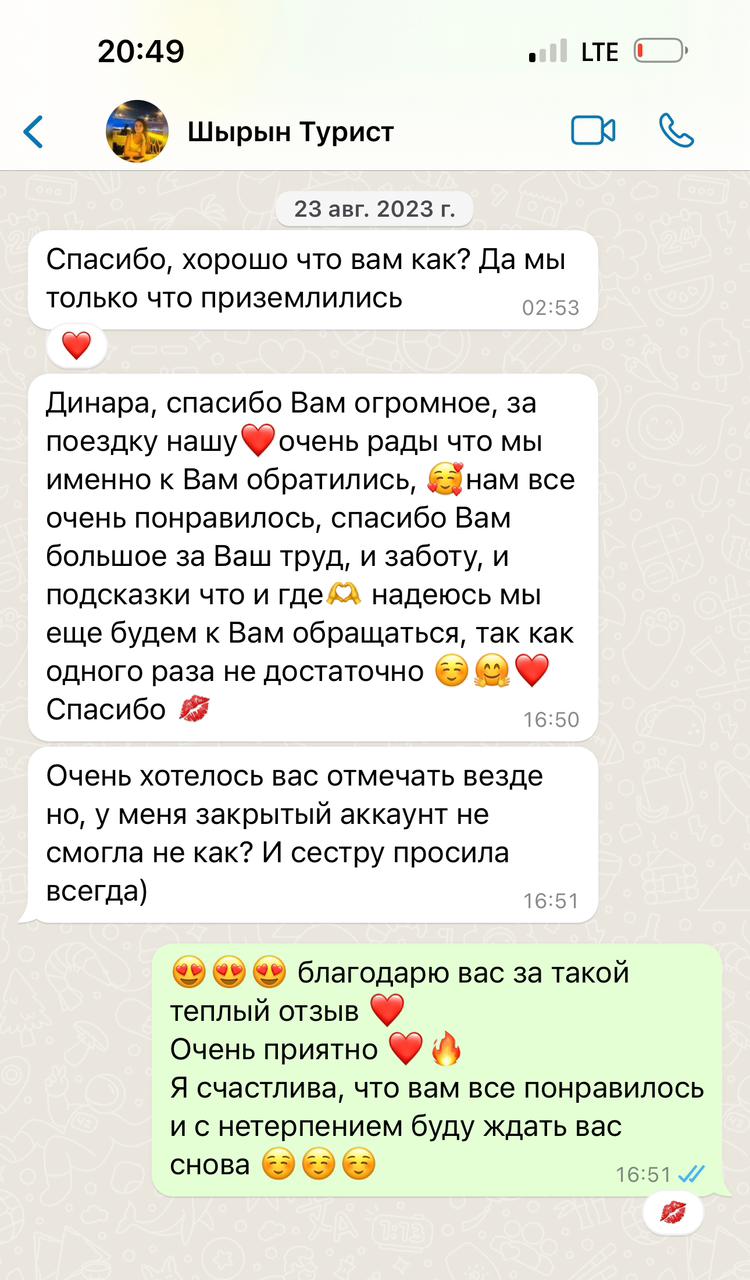 20:49
LTE
Шырын Турист
23 авг. 2023 г.
Спасибо, хорошо что вам как? Да мы
только что приземлились
02:53
❤️
Динара, спасибо Вам огромное, за
поездку нашу❤️очень рады что мы
именно к Вам обратились, 🥰нам все
очень понравилось, спасибо Вам
большое за Ваш труд, и заботу, и
подсказки что и где🫶 надеюсь мы
еще будем к Вам обращаться, так как
одного раза не достаточно ☺️🤗❤️
Спасибо 💋
16:50
Очень хотелось вас отмечать везде
но, у меня закрытый аккаунт не
смогла не как? И сестру просила
всегда)
16:51
😍😍😍 благодарю вас за такой
теплый отзыв ❤️
Очень приятно ❤️🔥
Я счастлива, что вам все понравилось
и с нетерпением буду ждать вас
снова ☺️☺️☺️
16:51
💋